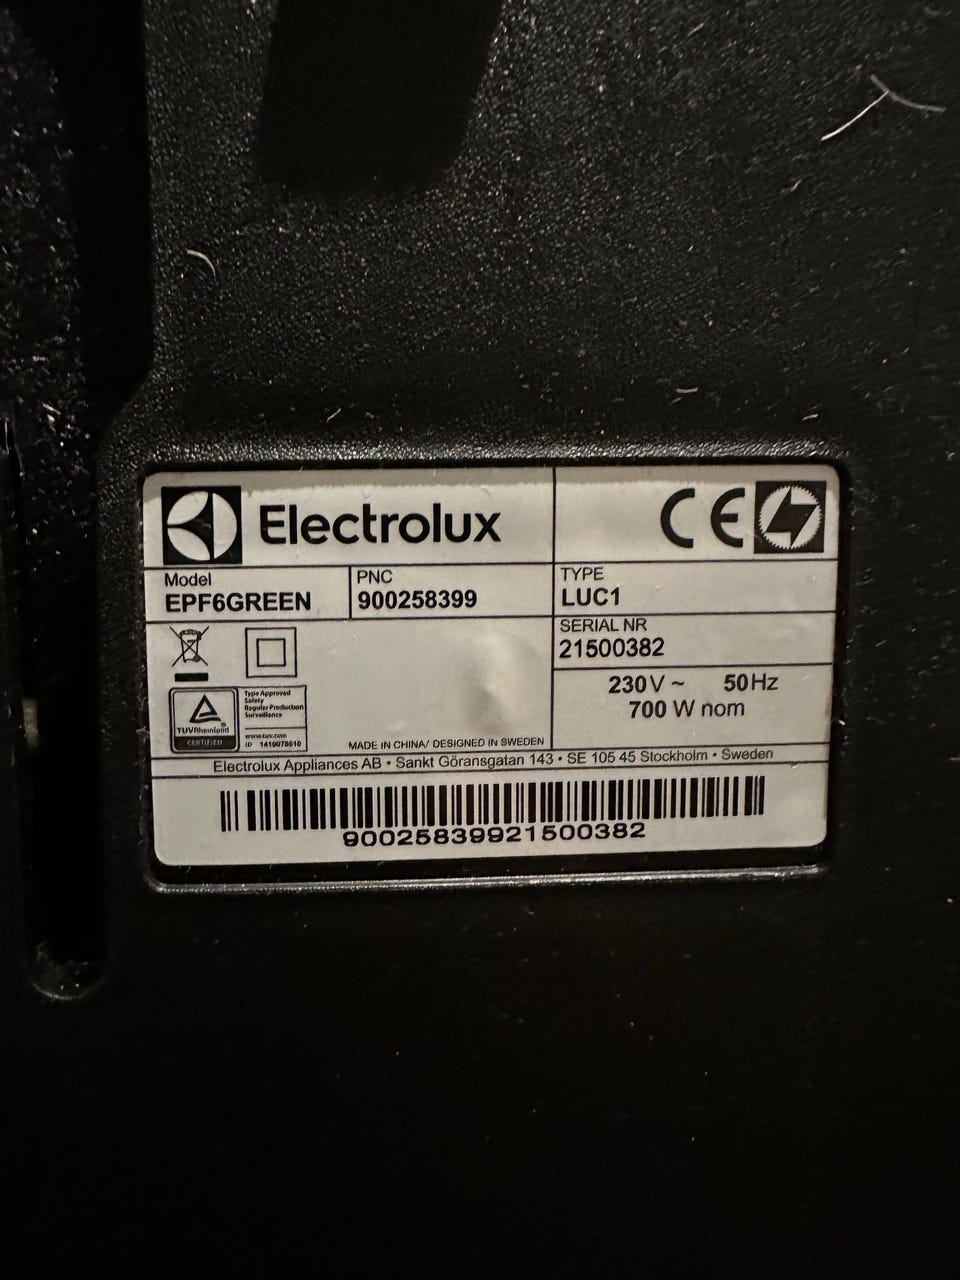 Electrolux
CE
Model
EPF6GREEN
PNC
900258399
TYPE
LUC1
SERIAL NR
21500382
230V ~ 50Hz
700 W nom
TÜVRheinland
CERTIFIED
Type Approved
Safety
Regular Production
Surveillance
www.tuv.com
ID 1419078610
MADE IN CHINA/ DESIGNED IN SWEDEN
Electrolux Appliances AB • Sankt Göransgatan 143 • SE 105 45 Stockholm • Sweden
90025839921500382